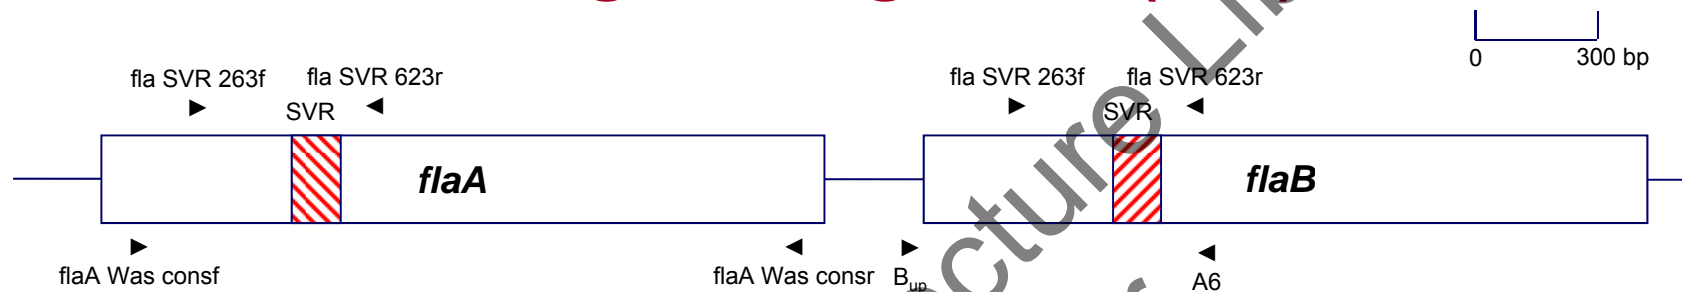 0 300 bp
fla SVR 263f fla SVR 623r fla SVR 263f fla SVR 623r
SVR SVR
flaA flaB
flaA Was consf flaA Was consr Bup A6